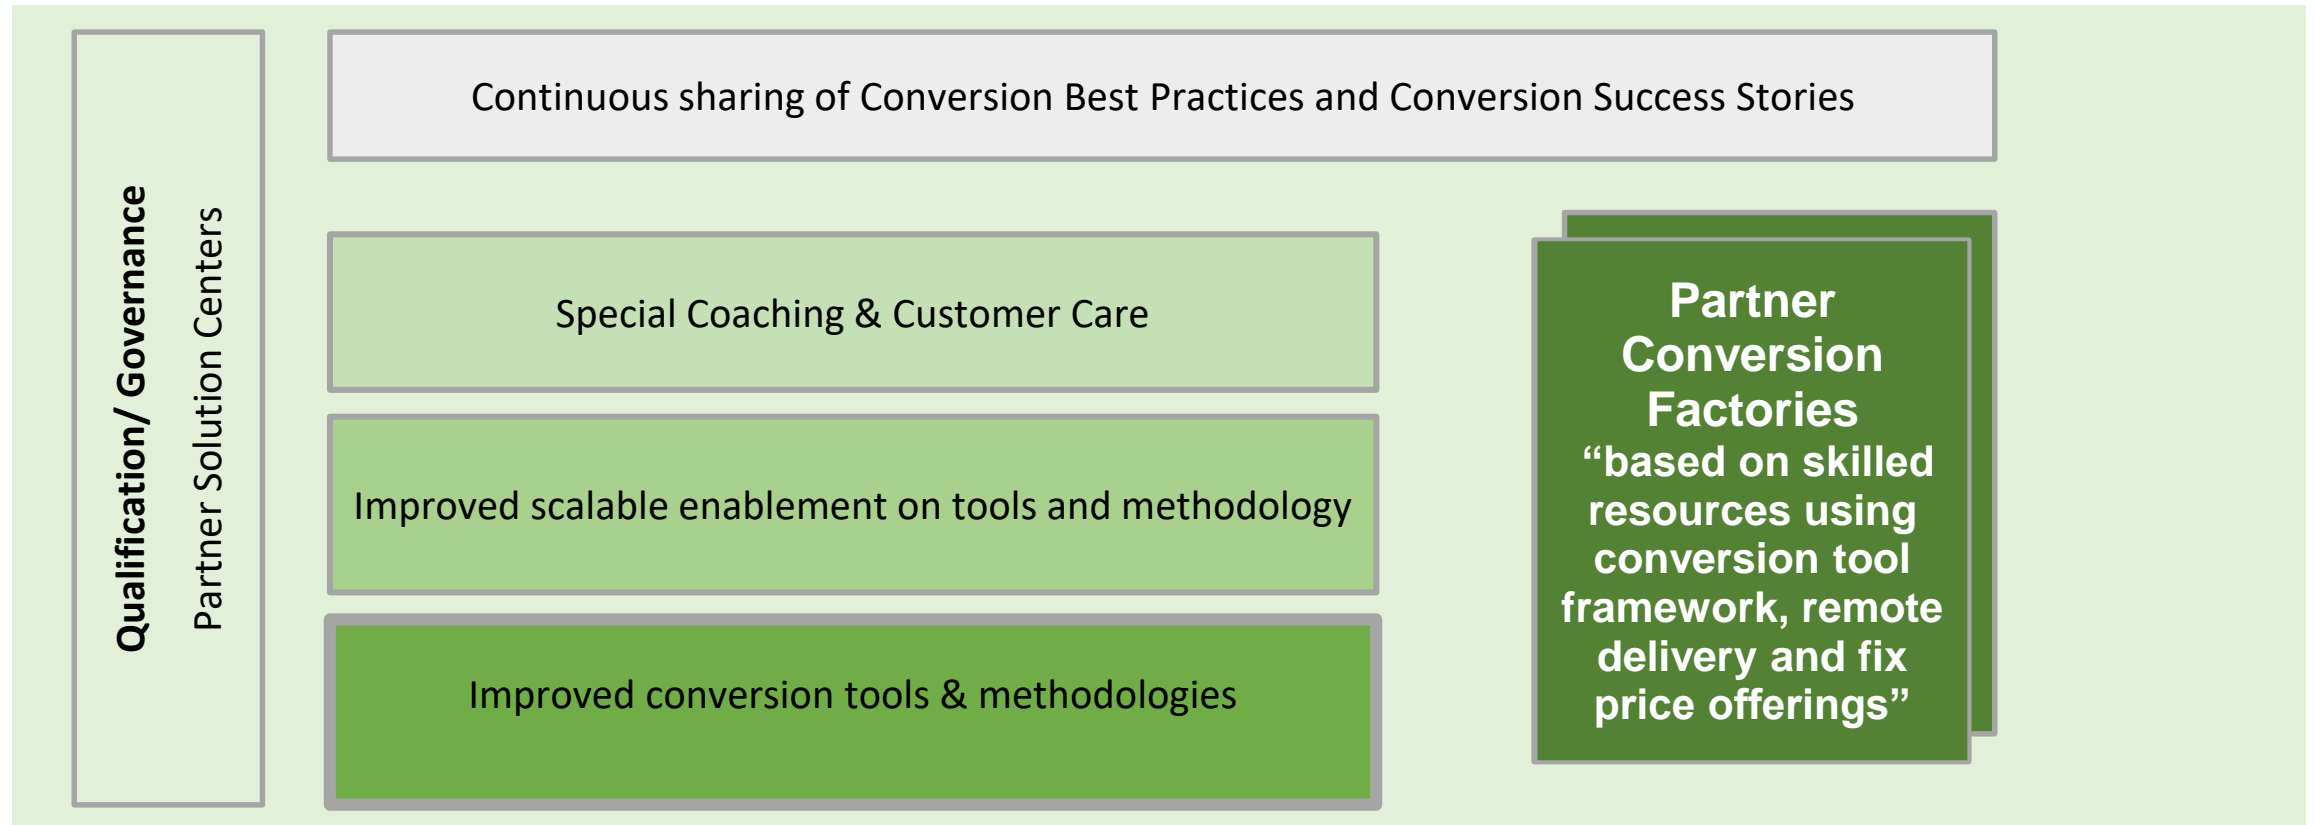 Qualification/ Governance
Partner Solution Centers
Continuous sharing of Conversion Best Practices and Conversion Success Stories
Special Coaching & Customer Care
Improved scalable enablement on tools and methodology
Improved conversion tools & methodologies
Partner
Conversion
Factories
“based on skilled
resources using
conversion tool
framework, remote
delivery and fix
price offerings”